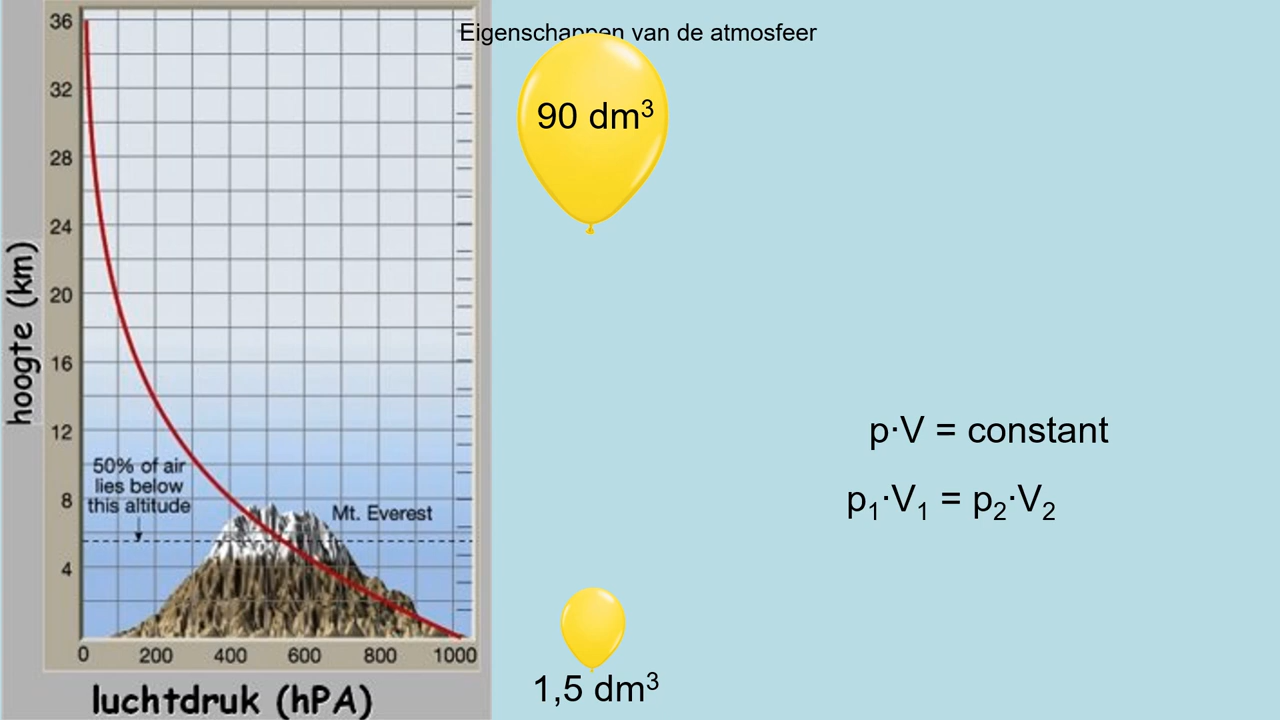 Eigenschappen van de atmosfeer
36
32
28
24
20
16
12
8
4
hoogte (km)
50% of air
lies below
this altitude
Mt. Everest
0 200 400 600 800 1000
luchtdruk (hPA)
90 dm³
p·V = constant
p₁·V₁ = p₂·V₂
1,5 dm³